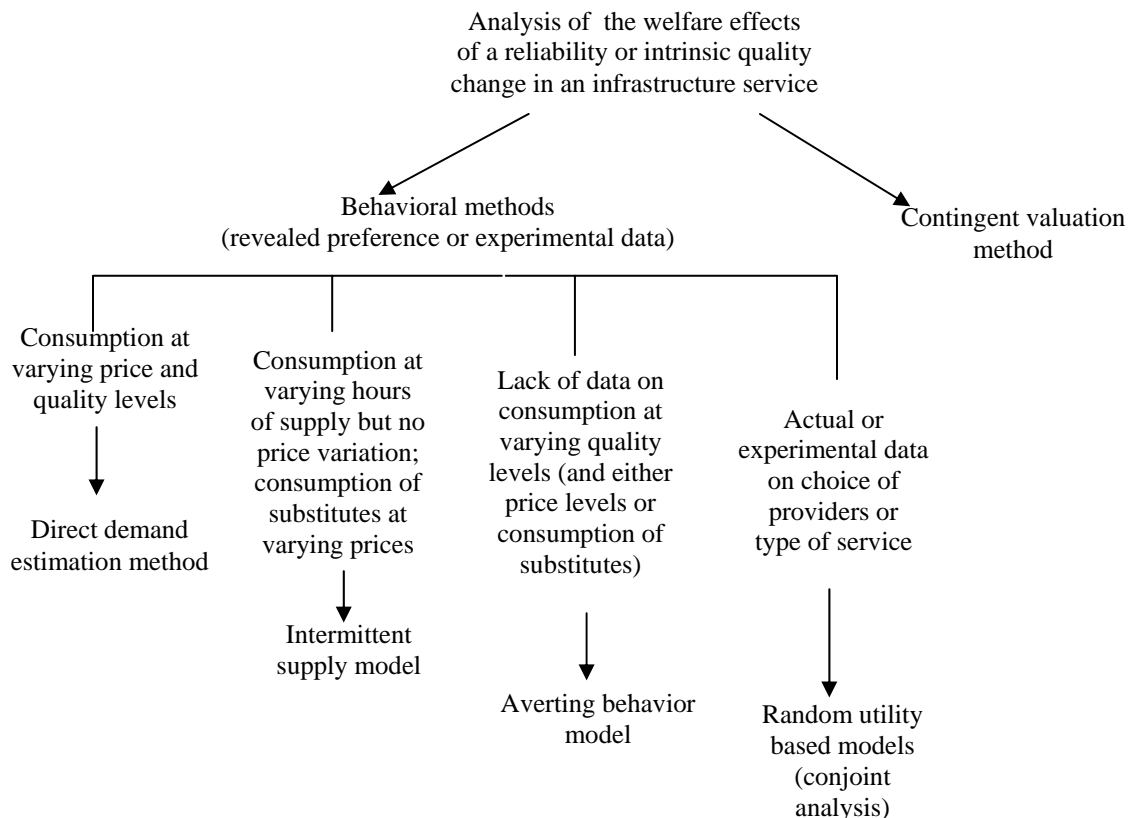 Analysis of the welfare effects
of a reliability or intrinsic quality
change in an infrastructure service
Behavioral methods
(revealed preference or experimental data)
Contingent valuation
method
Consumption at
varying price and
quality levels
Direct demand
estimation method
Consumption at
varying hours
of supply but no
price variation;
consumption of
substitutes at
varying prices
Intermittent
supply model
Lack of data on
consumption at
varying quality
levels (and either
price levels or
consumption of
substitutes)
Averting behavior
model
Actual or
experimental data
on choice of
providers or
type of service
Random utility
based models
(conjoint
analysis)